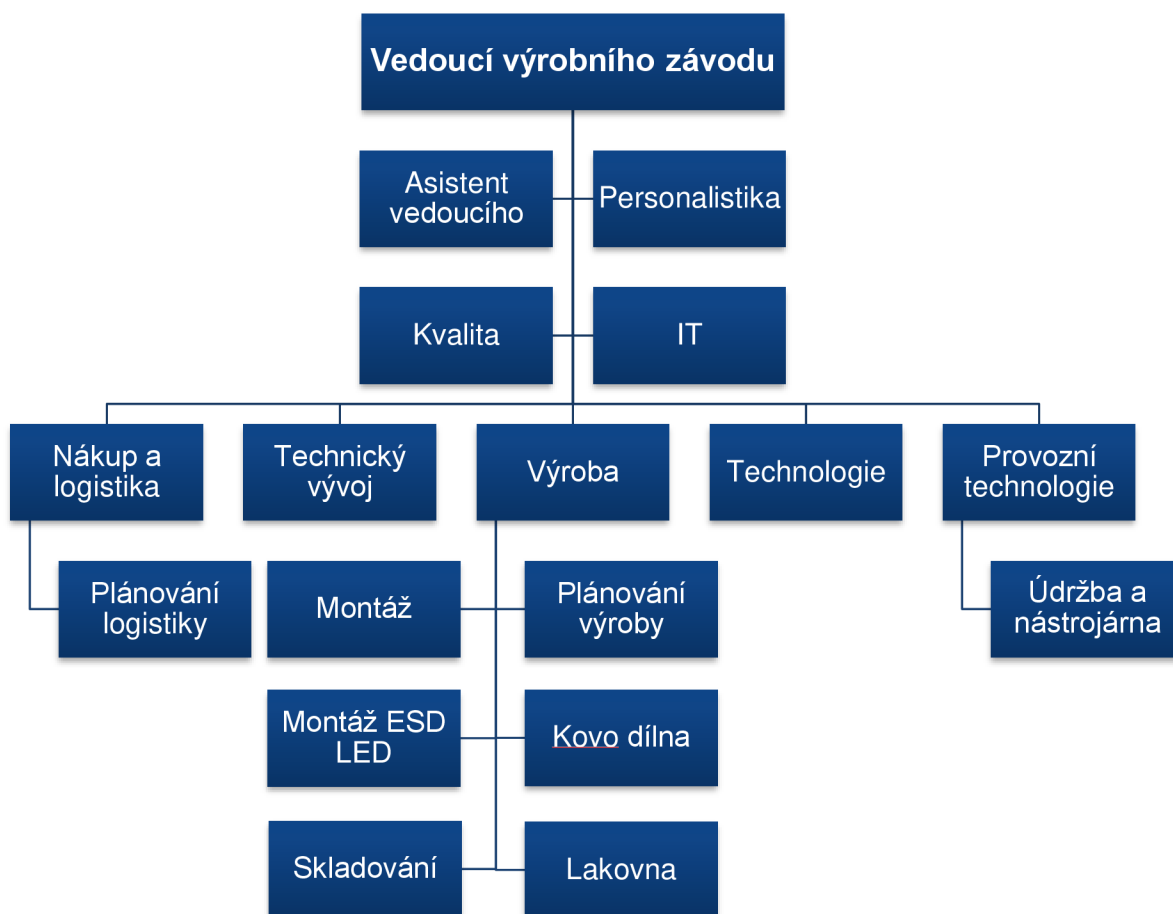 Vedoucí výrobního závodu
Asistent
vedoucího
Personalistika
Kvalita
IT
Nákup a
logistika
Technický
vývoj
Výroba
Technologie
Provozní
technologie
Plánování
logistiky
Montáž
Plánování
výroby
Údržba a
nástrojárna
Montáž ESD
LED
Kovo dílna
Skladování
Lakovna